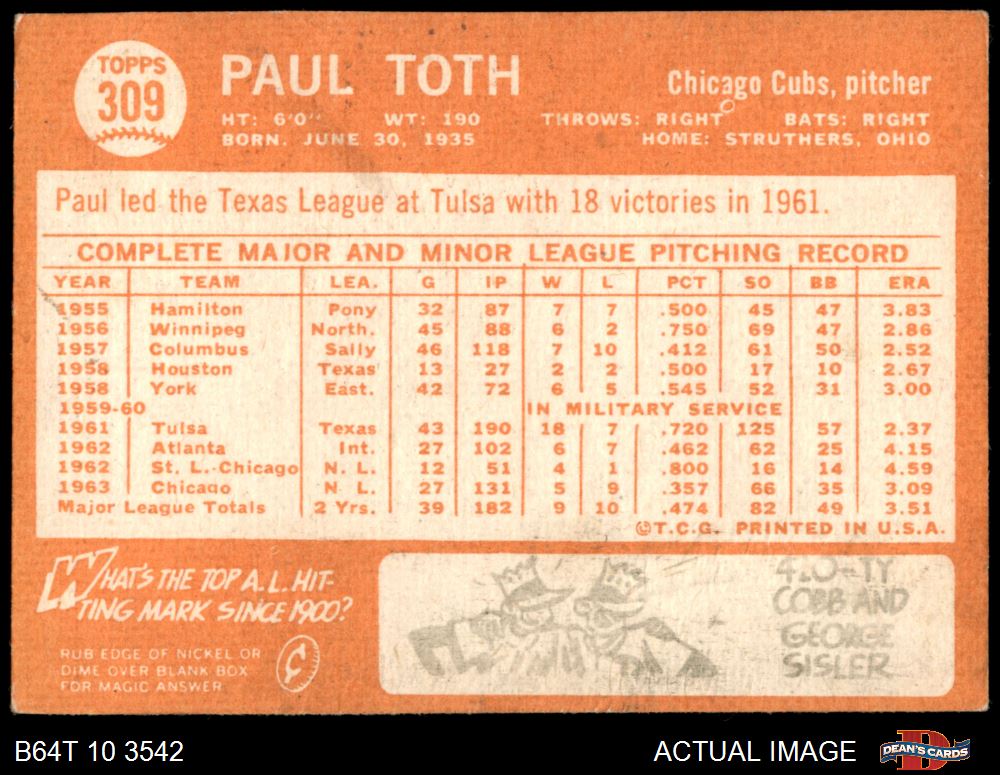 TOPPS
309
PAUL TOTH
Chicago Cubs, pitcher
HT: 6'0" WT: 190 THROWS: RIGHT BATS: RIGHT
BORN. JUNE 30, 1935 HOME: STRUTHERS, OHIO
Paul led the Texas League at Tulsa with 18 victories in 1961.
COMPLETE MAJOR AND MINOR LEAGUE PITCHING RECORD
YEAR TEAM LEA. G IP W L PCT SO BB ERA
1955 Hamilton Pony 32 87 7 7 .500 45 47 3.83
1956 Winnipeg North. 45 88 6 2 .750 69 47 2.86
1957 Columbus Sally 46 118 7 10 .412 61 50 2.52
1958 Houston Texas 13 27 2 2 .500 17 10 2.67
1958 York East. 42 72 6 5 .545 52 31 3.00
1959-60 IN MILITARY SERVICE
1961 Tulsa Texas 43 190 18 7 .720 125 57 2.37
1962 Atlanta Int. 27 102 6 7 .462 62 25 4.15
1962 St. L.-Chicago N. L. 12 51 4 1 .800 16 14 4.59
1963 Chicago N L. 27 131 5 9 .357 66 35 3.09
Major League Totals 2 Yrs. 39 182 9 10 .474 82 49 3.51
©T.C.G. PRINTED IN U.S.A.
WHAT'S THE TOP A.L. HIT-
TING MARK SINCE 1900?
RUB EDGE OF NICKEL OR
DIME OVER BLANK BOX
FOR MAGIC ANSWER
¢
420-TY
COBB AND
GEORGE
SISLER
B64T 10 3542
ACTUAL IMAGE
DEAN'S CARDS